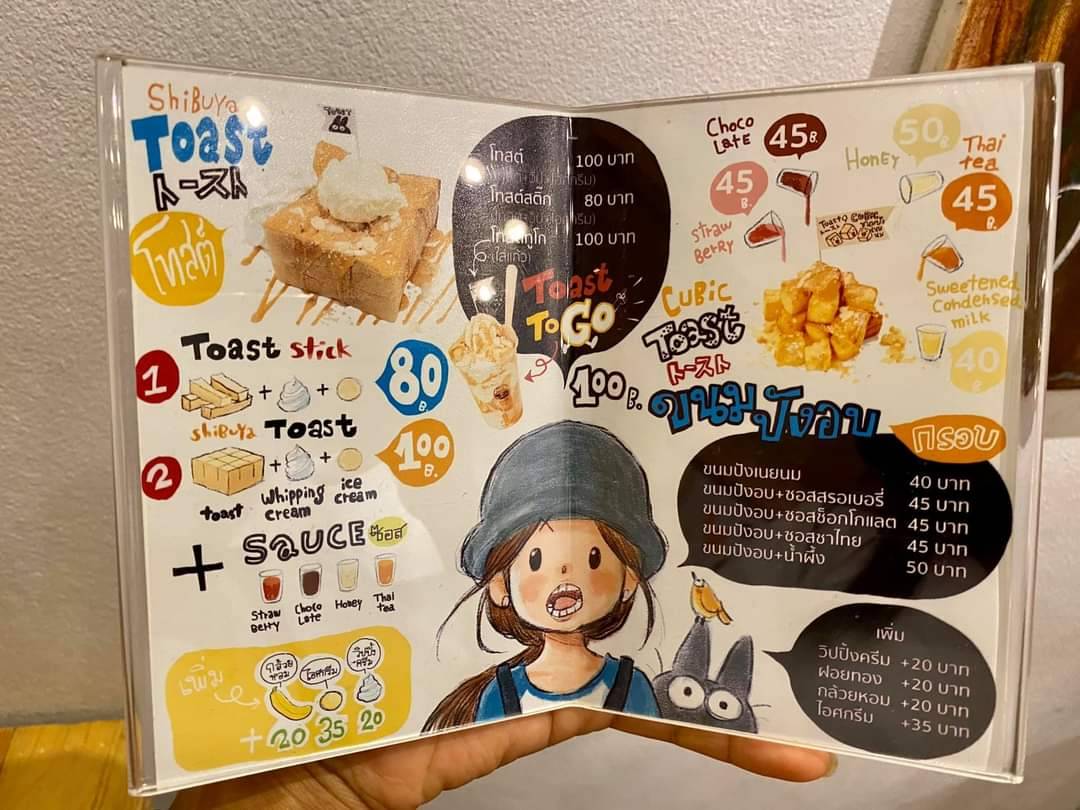 Shibuya
Toast
トースト
โทสต์
1
Toast stick
+ +
80 B.
2
shibuya Toast
+ +
100 B.
toast
whipping cream
ice cream
+ SAUCE ซอส
Straw Berry
Choco Late
Honey
Thai tea
เพิ่ม
กล้วยหอม
ไอศกรีม
วิปปิ้งครีม
+ 20 35 20
โทสต์ 100 บาท
โทสต์สติ๊ก 80 บาท
โทสต์ทูโก 100 บาท
(ใส่แก้ว)
Toast
To Go
100 B.
Choco Late
45 B.
50 B.
Honey
Thai tea
45 B.
45 B.
Straw Berry
Sweetened Condensed milk
40 B.
Cubic
Toast
トースト
ขนมปังอบ
กรอบ
ขนมปังเนยนม 40 บาท
ขนมปังอบ+ซอสสรอเบอรี่ 45 บาท
ขนมปังอบ+ซอสช็อกโกแลต 45 บาท
ขนมปังอบ+ซอสชาไทย 45 บาท
ขนมปังอบ+น้ำผึ้ง 50 บาท
เพิ่ม
วิปปิ้งครีม +20 บาท
ฝอยทอง +20 บาท
กล้วยหอม +20 บาท
ไอศกรีม +35 บาท